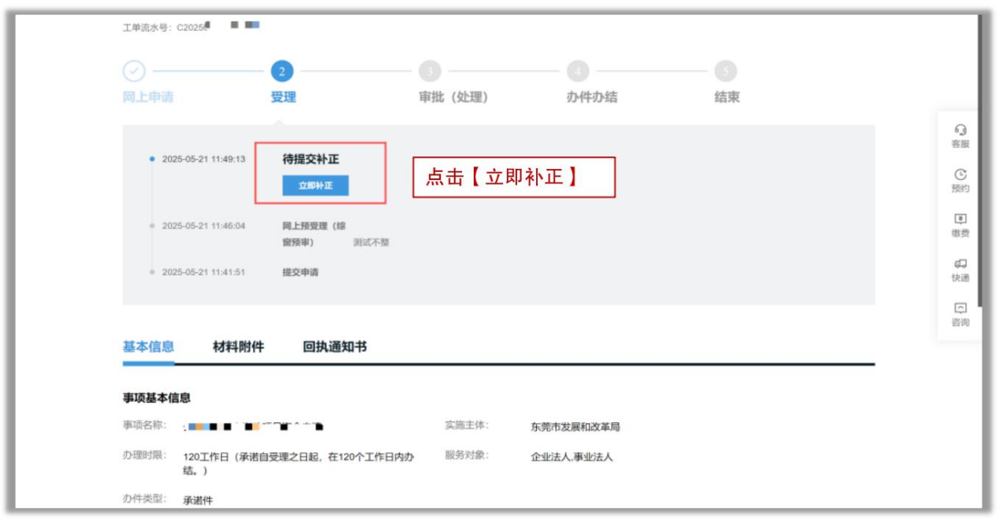 工单流水号: C2025
2
3
4
5
网上申请
受理
审批（处理）
办件办结
结束
2025-05-21 11:49:13
待提交补正
立即补正
点击【立即补正】
2025-05-21 11:46:04
网上预受理（综
窗预审）
测试不整
2025-05-21 11:41:51
提交申请
客服
预约
缴费
快递
咨询
基本信息
材料附件
回执通知书
事项基本信息
事项名称:
实施主体:
东莞市发展和改革局
办理时限:
120工作日（承诺自受理之日起，在120个工作日内办
结。）
服务对象:
企业法人,事业法人
办件类型:
承诺件